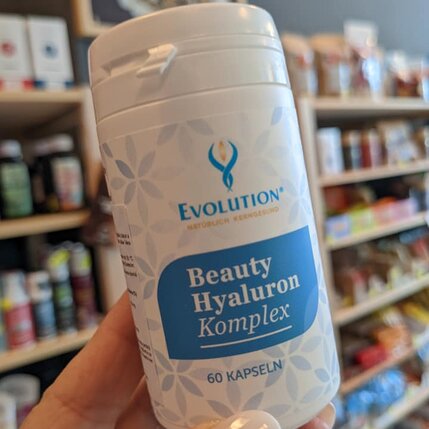 EVOLUTION®
NATÜRLICH KERNGESUND
Beauty
Hyaluron
Komplex
60 KAPSELN